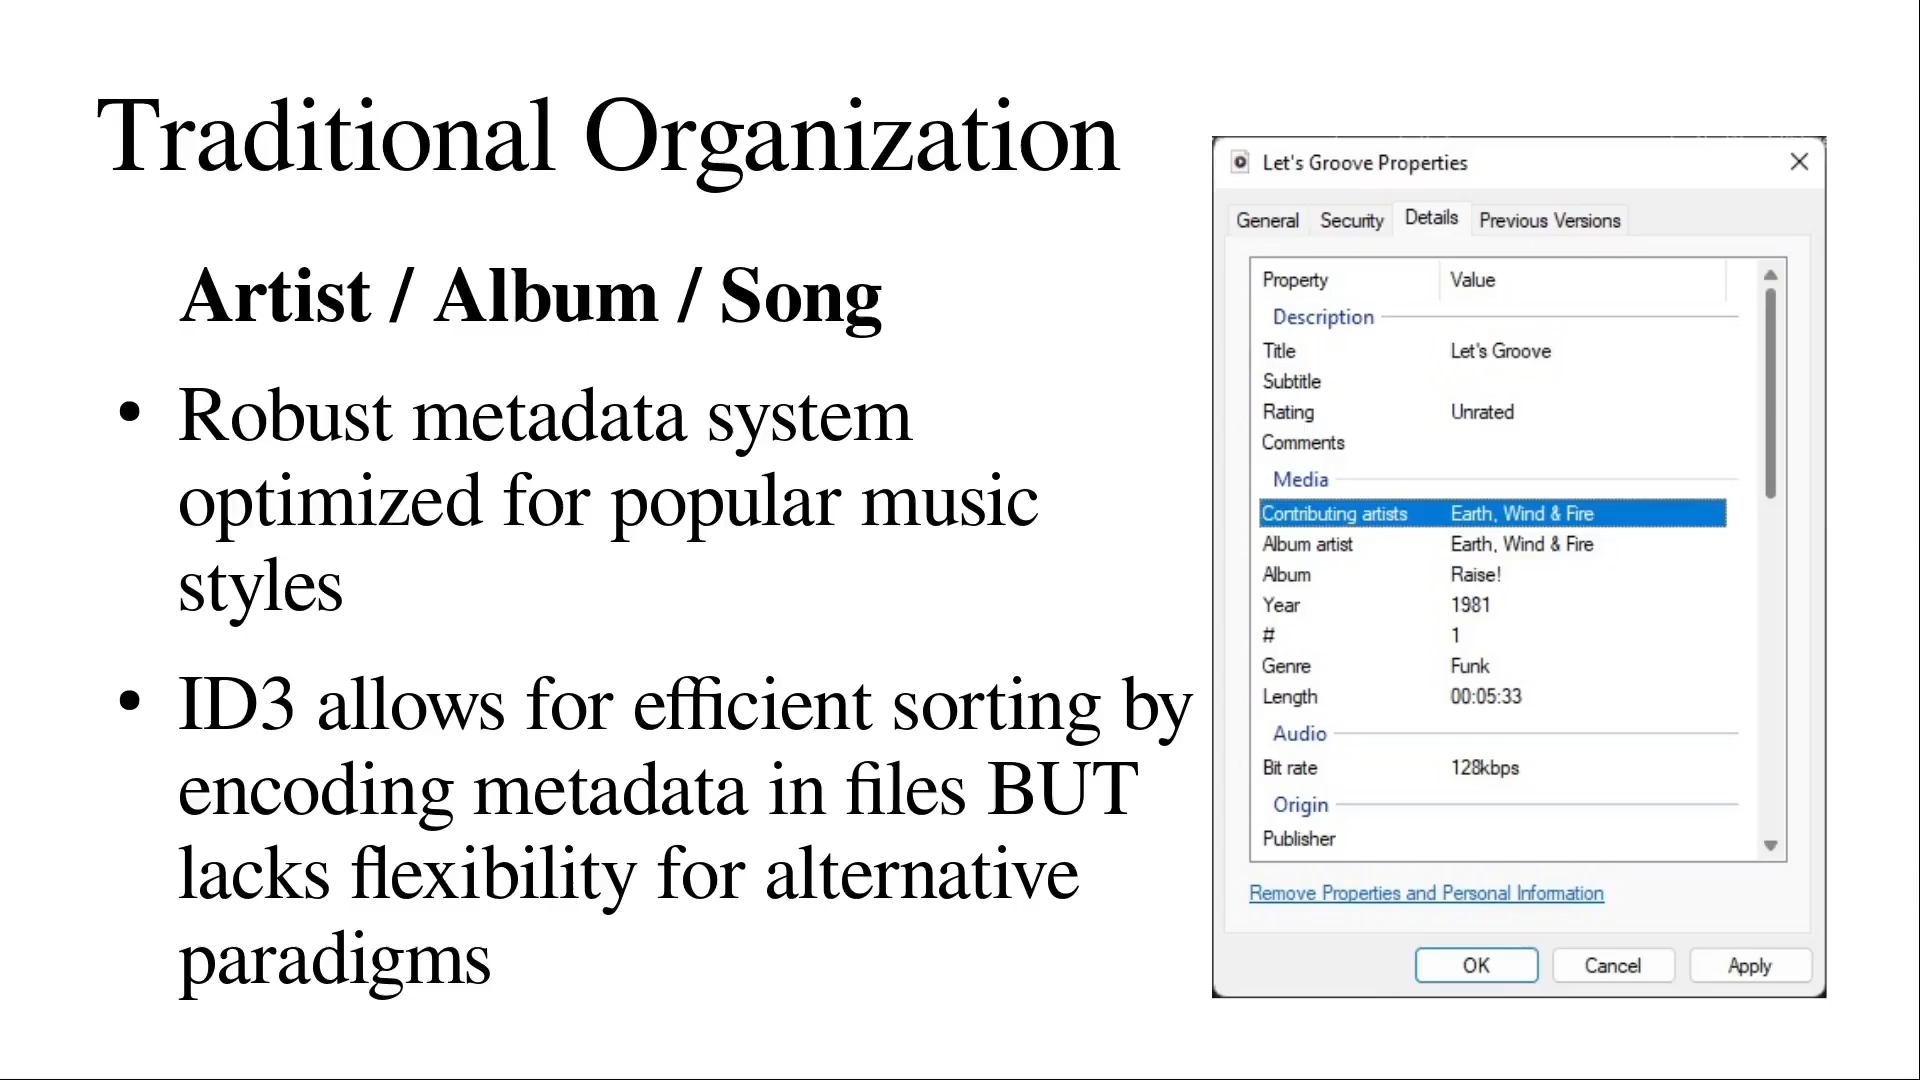 Traditional Organization
Artist / Album / Song
• Robust metadata system
optimized for popular music
styles
• ID3 allows for efficient sorting by
encoding metadata in files BUT
lacks flexibility for alternative
paradigms
Let's Groove Properties
General Security Details Previous Versions
Property Value
Description
Title Let's Groove
Subtitle
Rating Unrated
Comments
Media
Contributing artists Earth, Wind & Fire
Album artist Earth, Wind & Fire
Album Raise!
Year 1981
# 1
Genre Funk
Length 00:05:33
Audio
Bit rate 128kbps
Origin
Publisher
Remove Properties and Personal Information
OK Cancel Apply